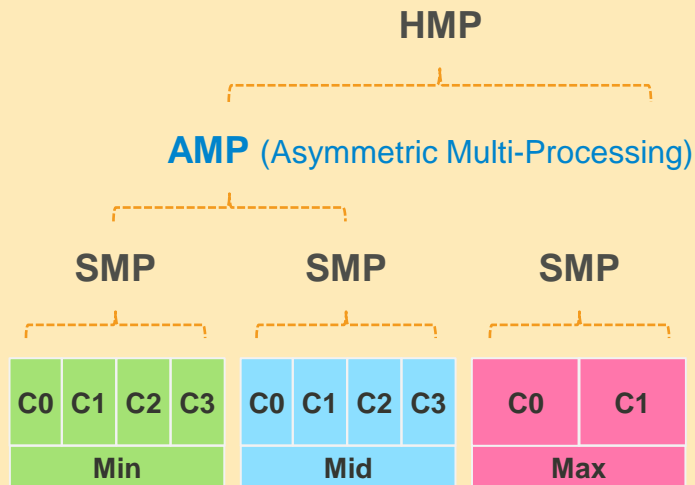 HMP
AMP (Asymmetric Multi-Processing)
SMP SMP SMP
C0 C1 C2 C3 C0 C1 C2 C3 C0 C1
Min Mid Max